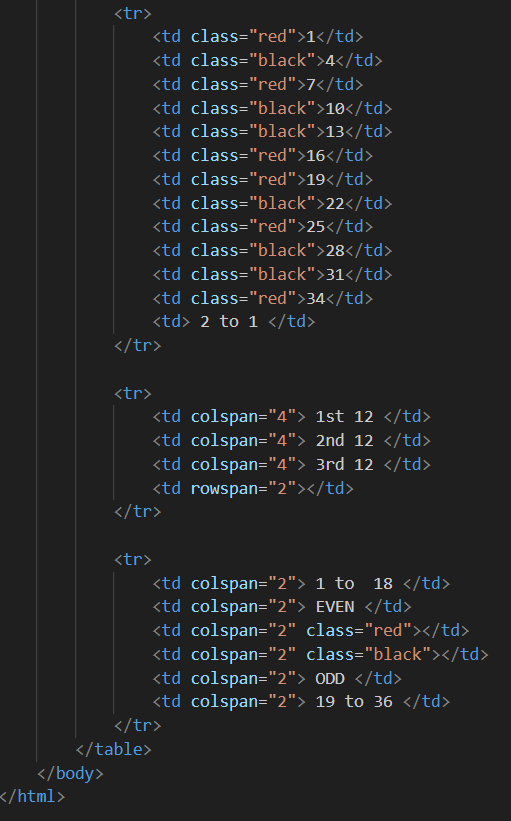 <tr>
<td class="red">1</td>
<td class="black">4</td>
<td class="red">7</td>
<td class="black">10</td>
<td class="black">13</td>
<td class="red">16</td>
<td class="red">19</td>
<td class="black">22</td>
<td class="red">25</td>
<td class="black">28</td>
<td class="black">31</td>
<td class="red">34</td>
<td> 2 to 1 </td>
</tr>
<tr>
<td colspan="4"> 1st 12 </td>
<td colspan="4"> 2nd 12 </td>
<td colspan="4"> 3rd 12 </td>
<td rowspan="2"></td>
</tr>
<tr>
<td colspan="2"> 1 to  18 </td>
<td colspan="2"> EVEN </td>
<td colspan="2" class="red"></td>
<td colspan="2" class="black"></td>
<td colspan="2"> ODD </td>
<td colspan="2"> 19 to 36 </td>
</tr>
</table>
</body>
</html>